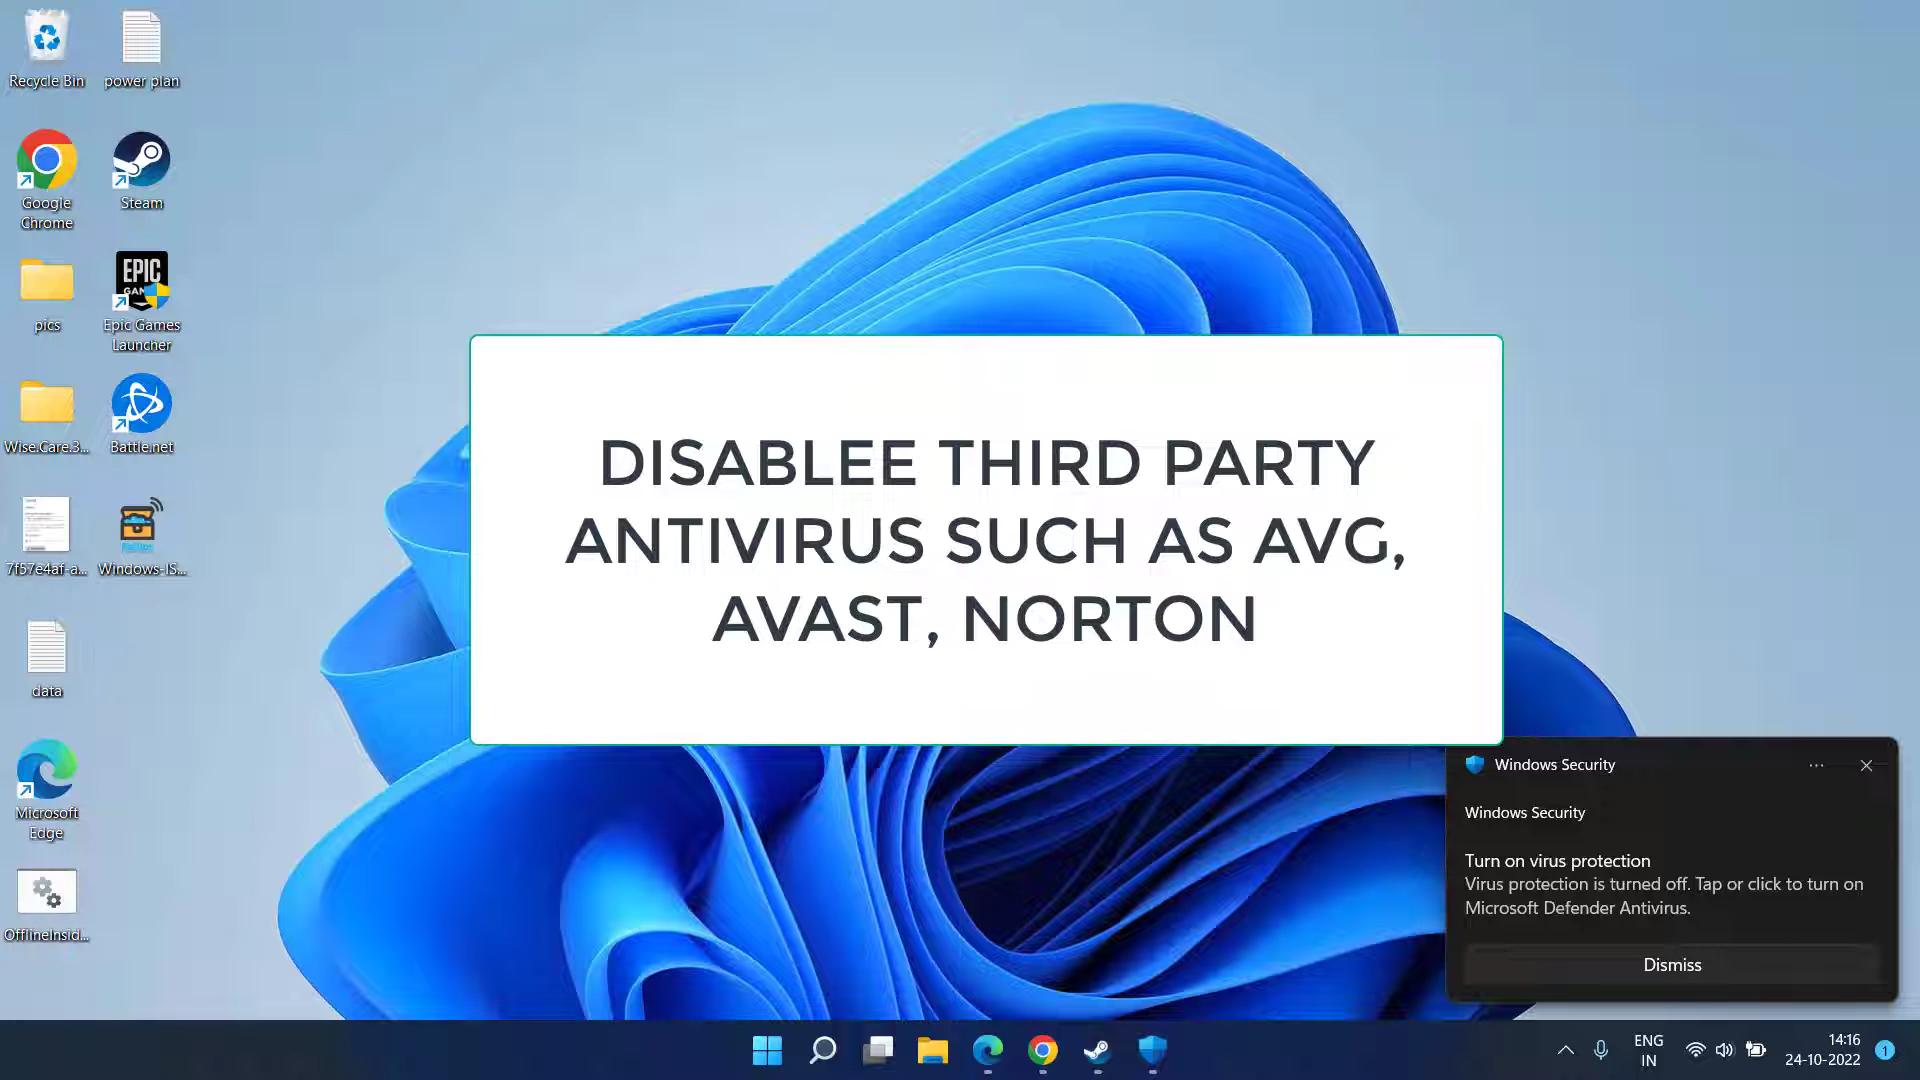 Recycle Bin
power plan
Google
Chrome
Steam
pics
EPIC
Epic Games
Launcher
Wise.Care.3...
Battle.net
7f57e4af-a...
Windows-IS...
data
Microsoft
Edge
OfflineInsid...
DISABLEE THIRD PARTY
ANTIVIRUS SUCH AS AVG,
AVAST, NORTON
Windows Security
Windows Security
Turn on virus protection
Virus protection is turned off. Tap or click to turn on
Microsoft Defender Antivirus.
Dismiss
ENG
IN
14:16
24-10-2022
1